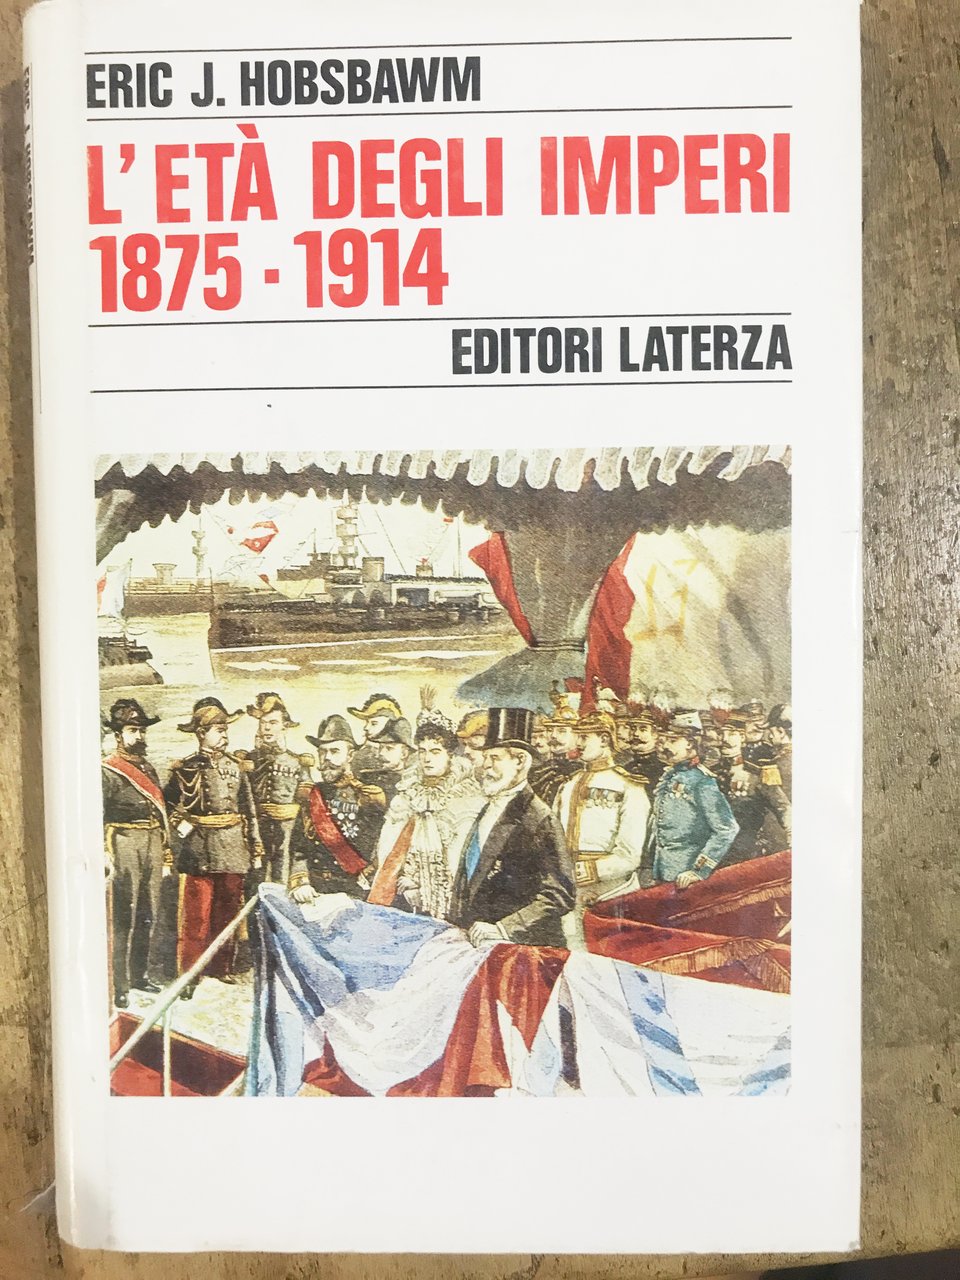 ERIC J. HOBSBAWM
L'ETÀ DEGLI IMPERI
1875 - 1914
EDITORI LATERZA